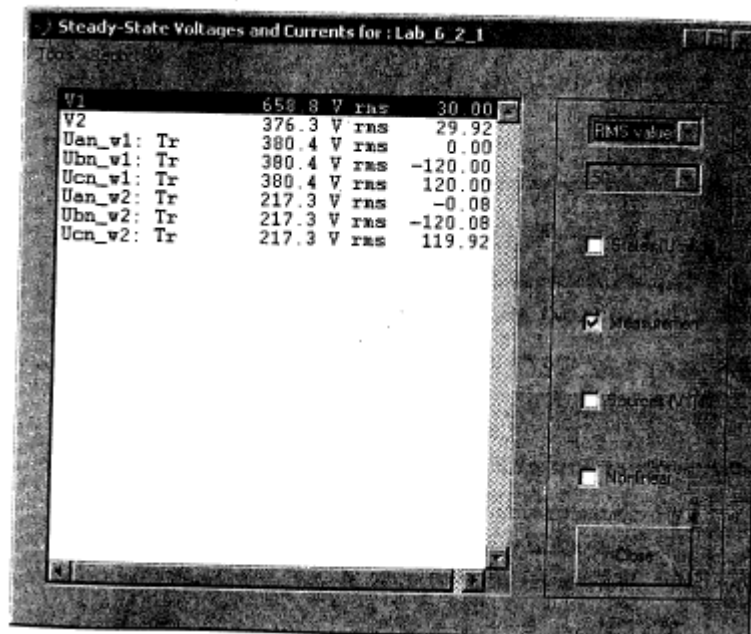 Steady-State Voltages and Currents for : Lab_6_2_1
V1 658.8 V rms 30.00
V2 376.3 V rms 29.92
Uan_w1: Tr 380.4 V rms 0.00
Ubn_w1: Tr 380.4 V rms -120.00
Ucn_w1: Tr 380.4 V rms 120.00
Uan_w2: Tr 217.3 V rms -0.08
Ubn_w2: Tr 217.3 V rms -120.08
Ucn_w2: Tr 217.3 V rms 119.92
RMS value
Measurement
Nonlinear
Close